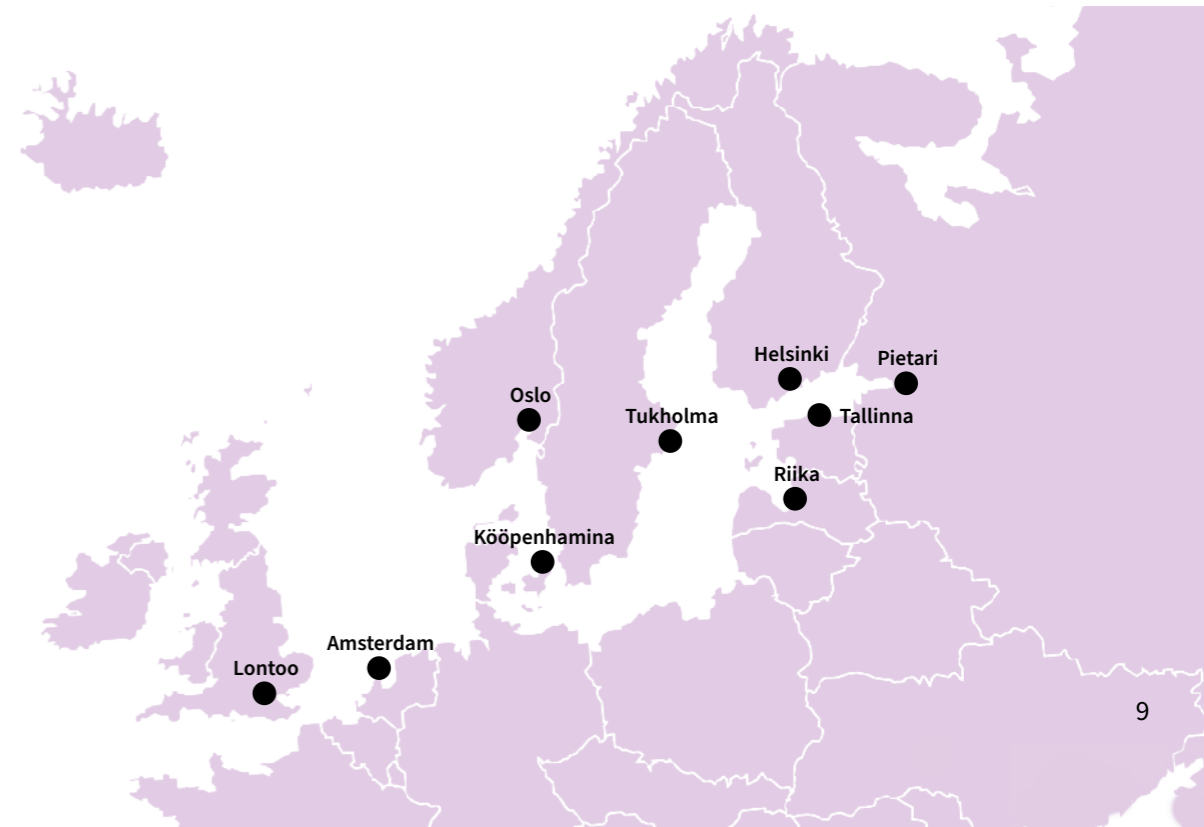 Helsinki
Pietari
Oslo
Tukholma
Tallinna
Riika
Kööpenhamina
Amsterdam
Lontoo
9